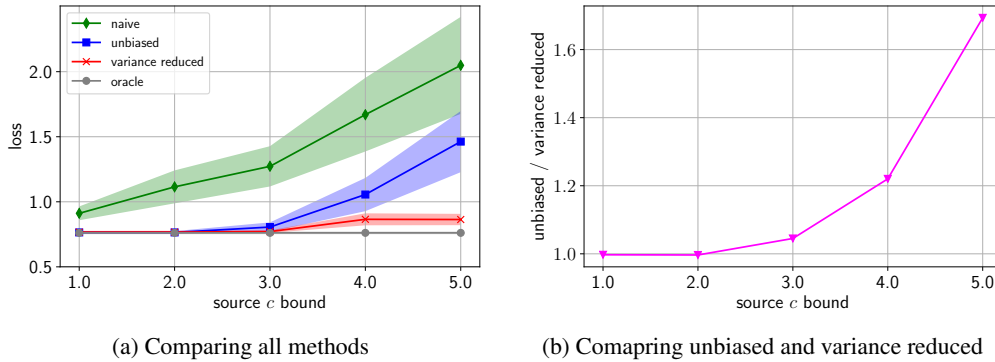 naive
unbiased
variance reduced
oracle
loss
2.0
1.5
1.0
0.5
1.0 2.0 3.0 4.0 5.0
source c bound
(a) Comparing all methods
unbiased / variance reduced
1.6
1.4
1.2
1.0
1.0 2.0 3.0 4.0 5.0
source c bound
(b) Comapring unbiased and variance reduced